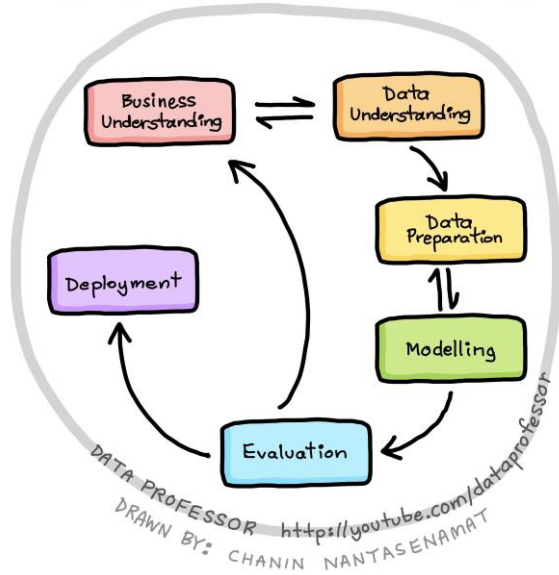 Business
Understanding
Data
Understanding
Data
Preparation
Deployment
Modelling
Evaluation
DATA PROFESSOR http://youtube.com/dataprofessor
DRAWN BY: CHANIN NANTASENAMAT